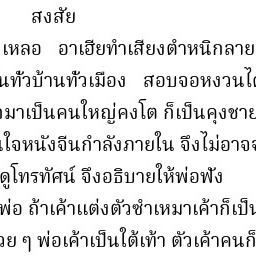 สงสัย
เหลอ อาเฮียทำเสียงตำหนิกลาย
นทั่วบ้านทั่วเมือง สอบจอหงวนได้
มาเป็นคนใหญ่คงโต ก็เป็นคุงชาย
นใจหนังจีนกำลังภายใน จึงไม่อาจจ
ดูโทรทัศน์ จึงอธิบายให้พ่อฟัง
พ่อ ถ้าเค้าแต่งตัวซำเหมาเค้าก็เป็น
วย ๆ พ่อเค้าเป็นใต้เท้า ตัวเค้าคนก็